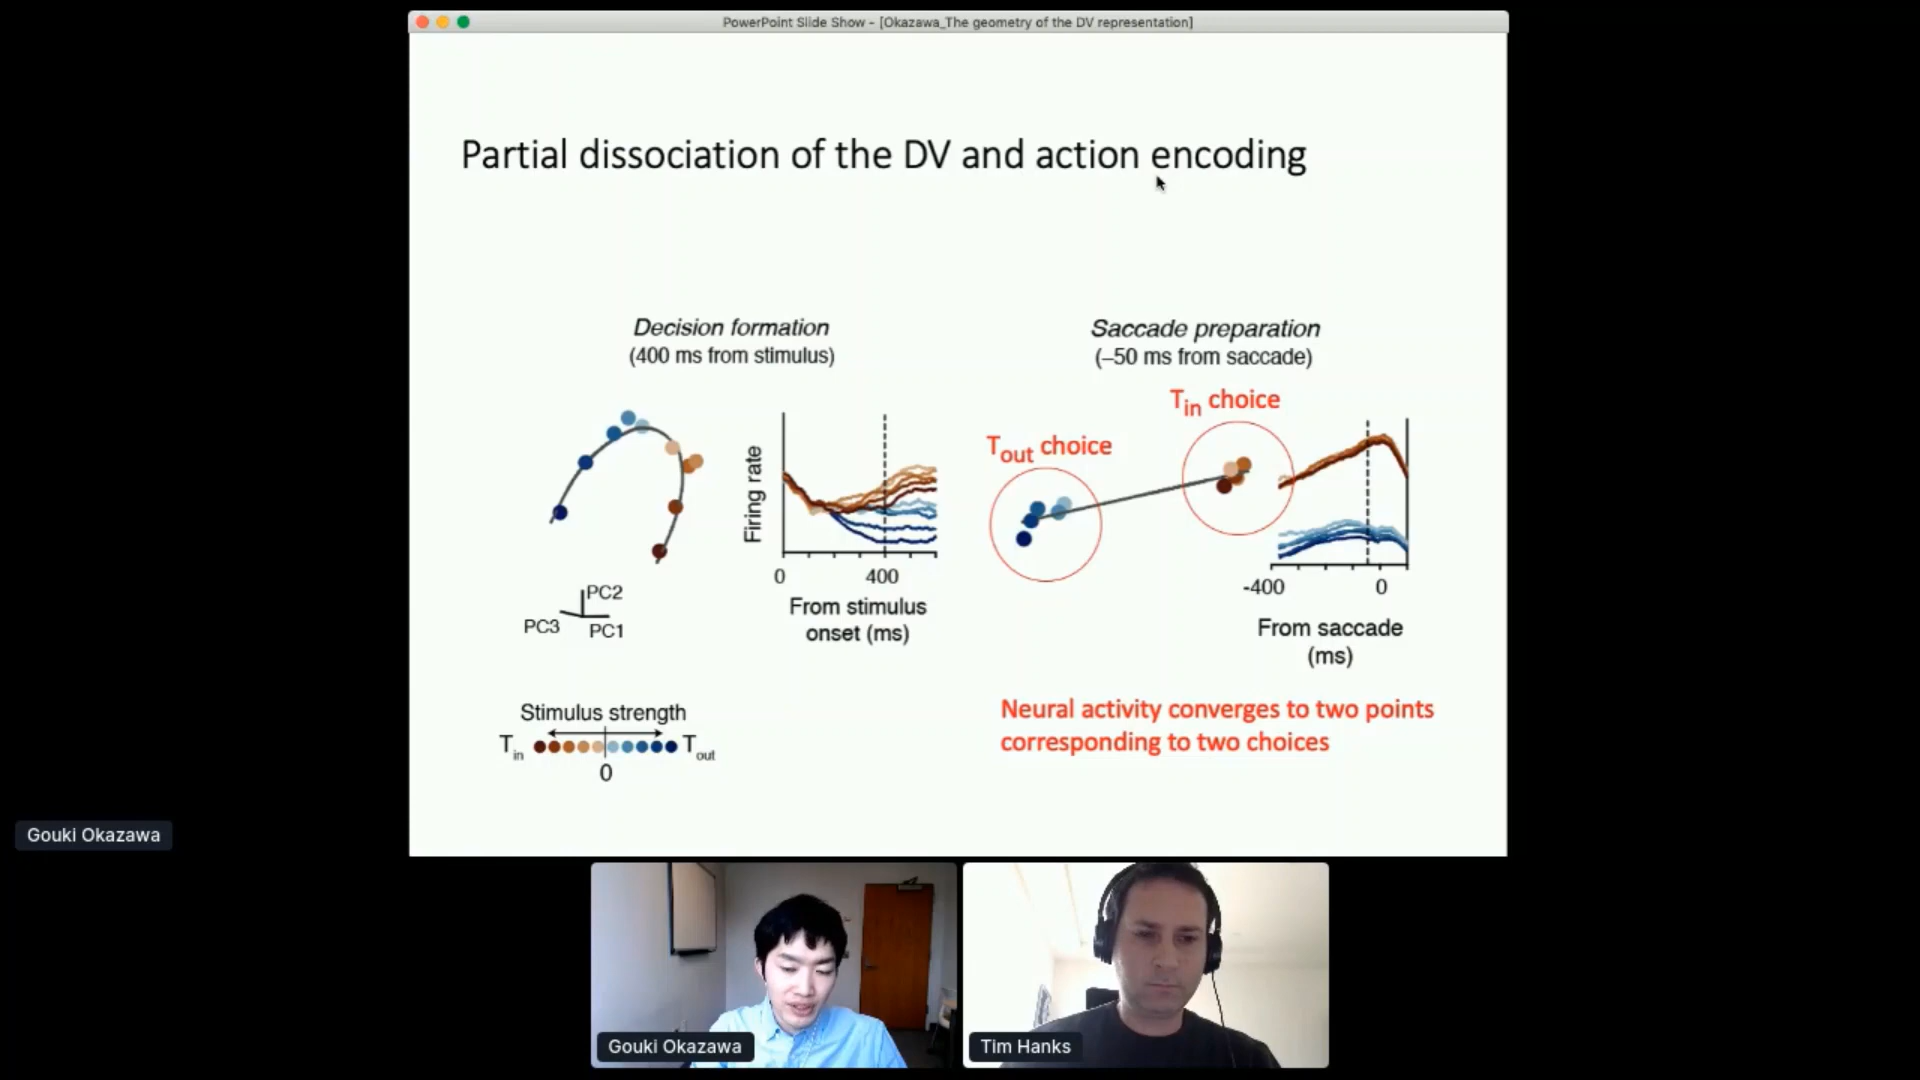 PowerPoint Slide Show - [Okazawa_The geometry of the DV representation]
Partial dissociation of the DV and action encoding
Decision formation
(400 ms from stimulus)
Firing rate
0
400
From stimulus
onset (ms)
PC2
PC3
PC1
Stimulus strength
Tin
Tout
0
Saccade preparation
(–50 ms from saccade)
Tin choice
Tout choice
-400
0
From saccade
(ms)
Neural activity converges to two points
corresponding to two choices
Gouki Okazawa
Gouki Okazawa
Tim Hanks